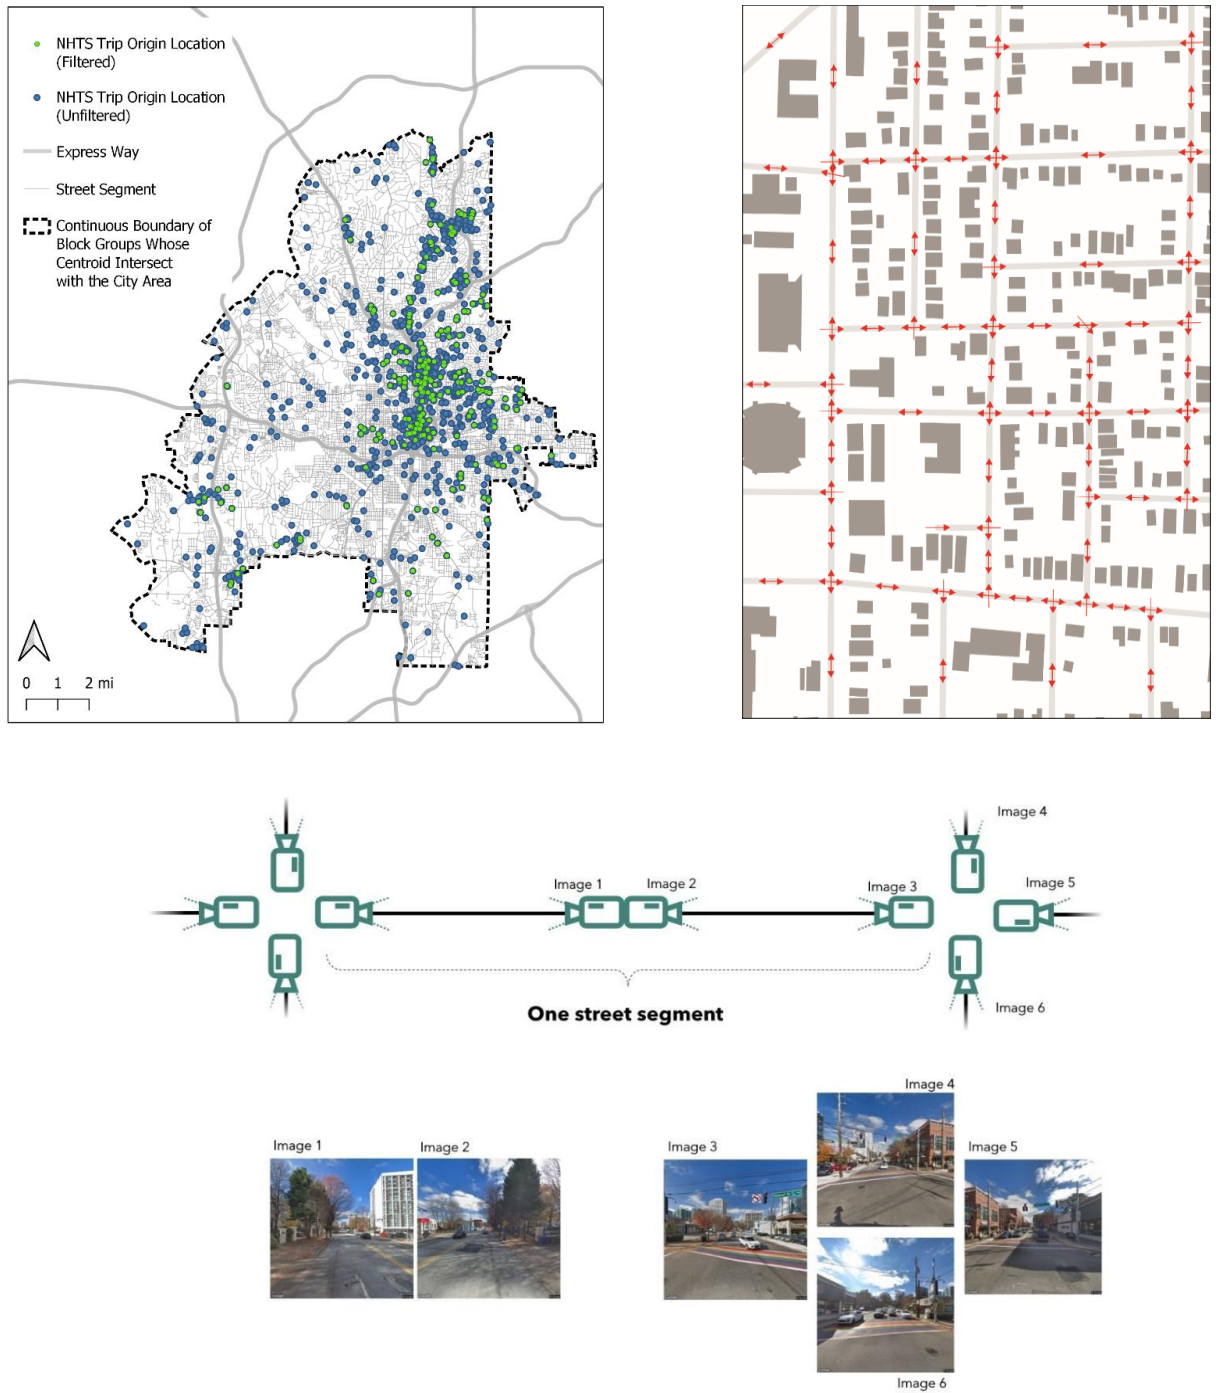 NHTS Trip Origin Location
(Filtered)
NHTS Trip Origin Location
(Unfiltered)
Express Way
Street Segment
Continuous Boundary of
Block Groups Whose
Centroid Intersect
with the City Area
0 1 2 mi
Image 4
Image 1
Image 2
Image 3
Image 5
One street segment
Image 6
Image 4
Image 1
Image 2
Image 3
Image 5
Image 6